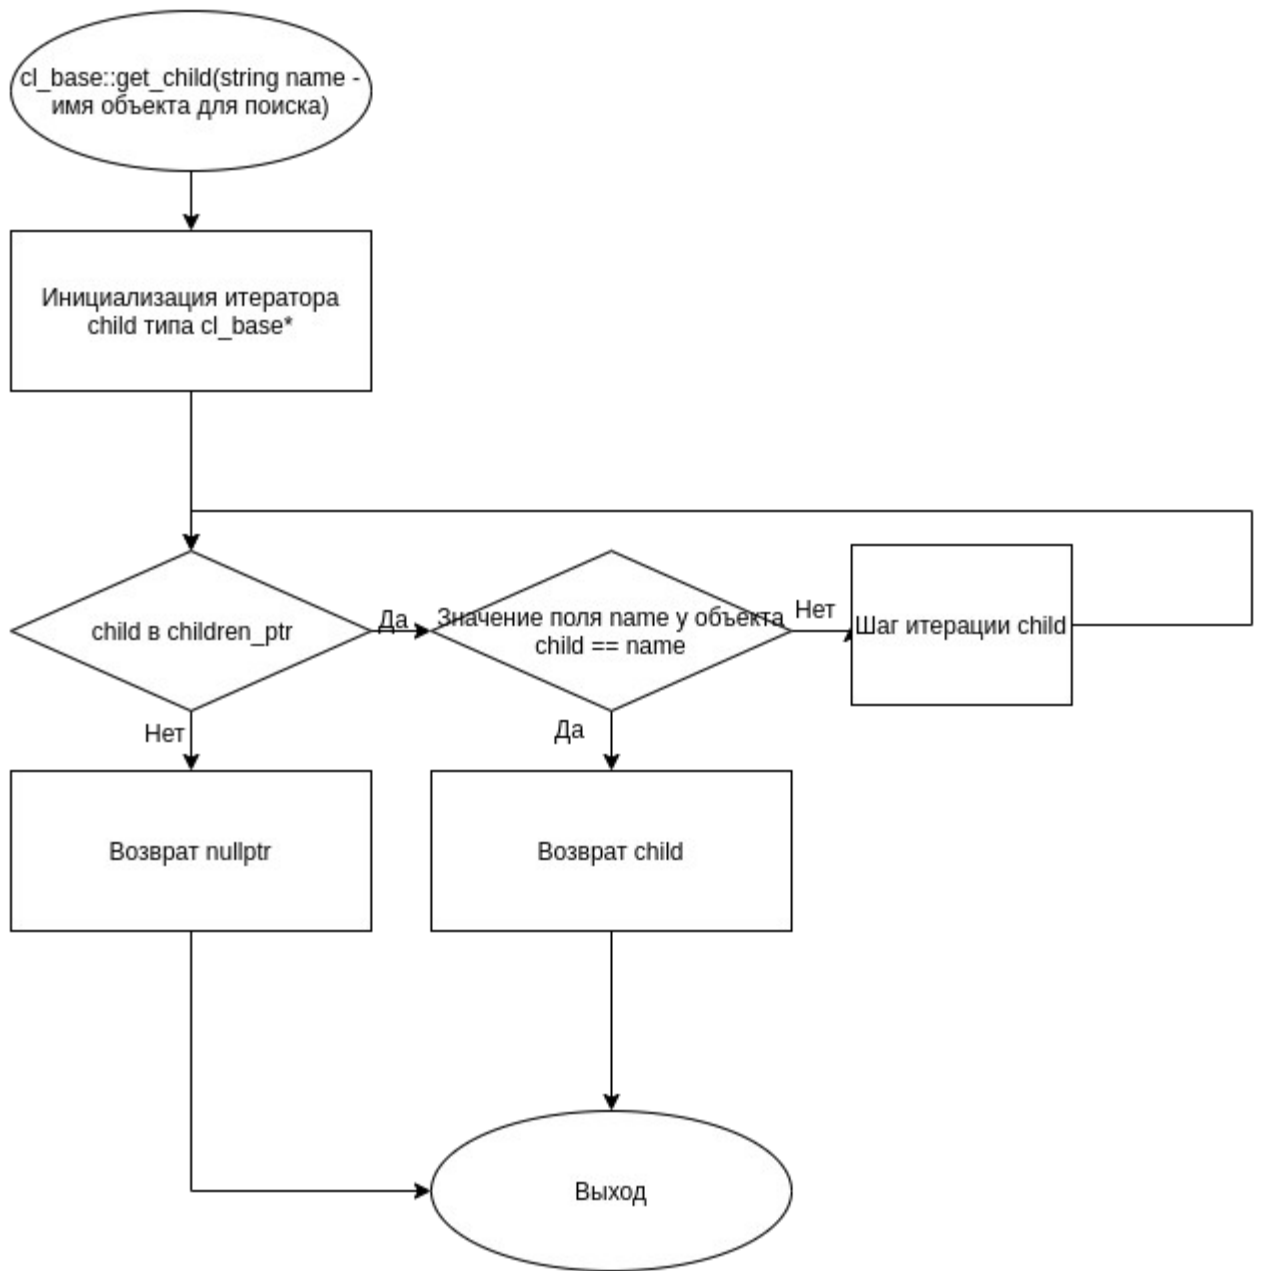 cl_base::get_child(string name -
имя объекта для поиска)
Инициализация итератора
child типа cl_base*
child в children_ptr
Да
Значение поля name у объекта
child == name
Нет
Шаг итерации child
Нет
Да
Возврат nullptr
Возврат child
Выход